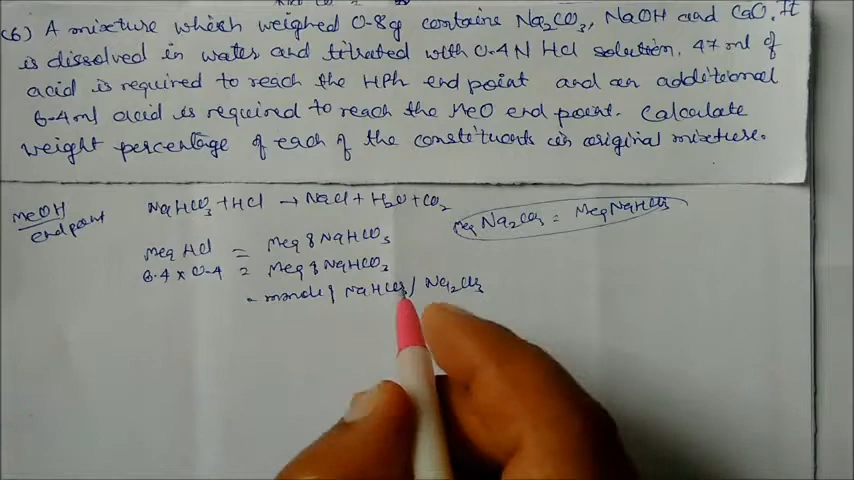 (6) A mixture which weighed 0.8g contains Na2CO3, NaOH and CaO. It
is dissolved in water and titrated with 0.4 N HCl solution. 47 ml of
acid is required to reach the HPh end point and an additional
6.4 ml acid is required to reach the MeO end point. Calculate
weight percentage of each of the constituents in original mixture.
MeOH
endpoint
NaHCO3 + HCl → NaCl + H2O + CO2
Meq Na2CO3 = Meq NaHCO3
Meq HCl = Meq of NaHCO3
6.4 x 0.4 = Meq of NaHCO3
= mmole of NaHCO3 / Na2CO3